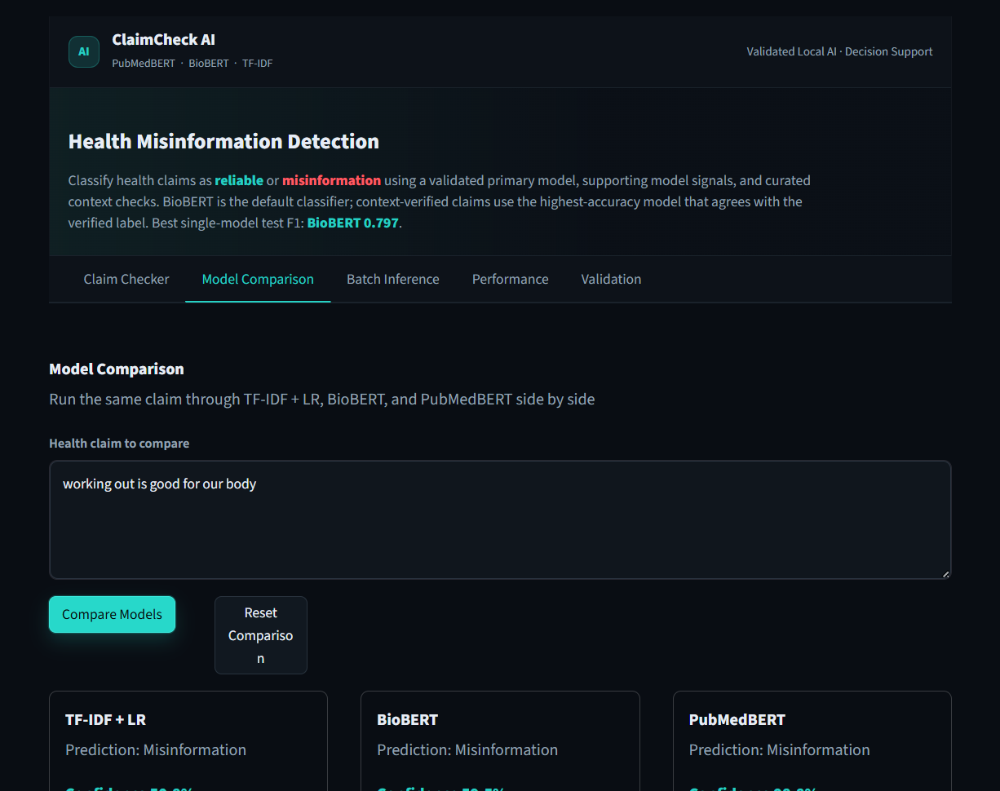 AI
ClaimCheck AI
PubMedBERT · BioBERT · TF-IDF
Validated Local AI · Decision Support
Health Misinformation Detection
Classify health claims as reliable or misinformation using a validated primary model, supporting model signals, and curated
context checks. BioBERT is the default classifier; context-verified claims use the highest-accuracy model that agrees with the
verified label. Best single-model test F1: BioBERT 0.797.
Claim Checker
Model Comparison
Batch Inference
Performance
Validation
Model Comparison
Run the same claim through TF-IDF + LR, BioBERT, and PubMedBERT side by side
Health claim to compare
working out is good for our body
Compare Models
Reset
Compariso
n
TF-IDF + LR
Prediction: Misinformation
BioBERT
Prediction: Misinformation
PubMedBERT
Prediction: Misinformation